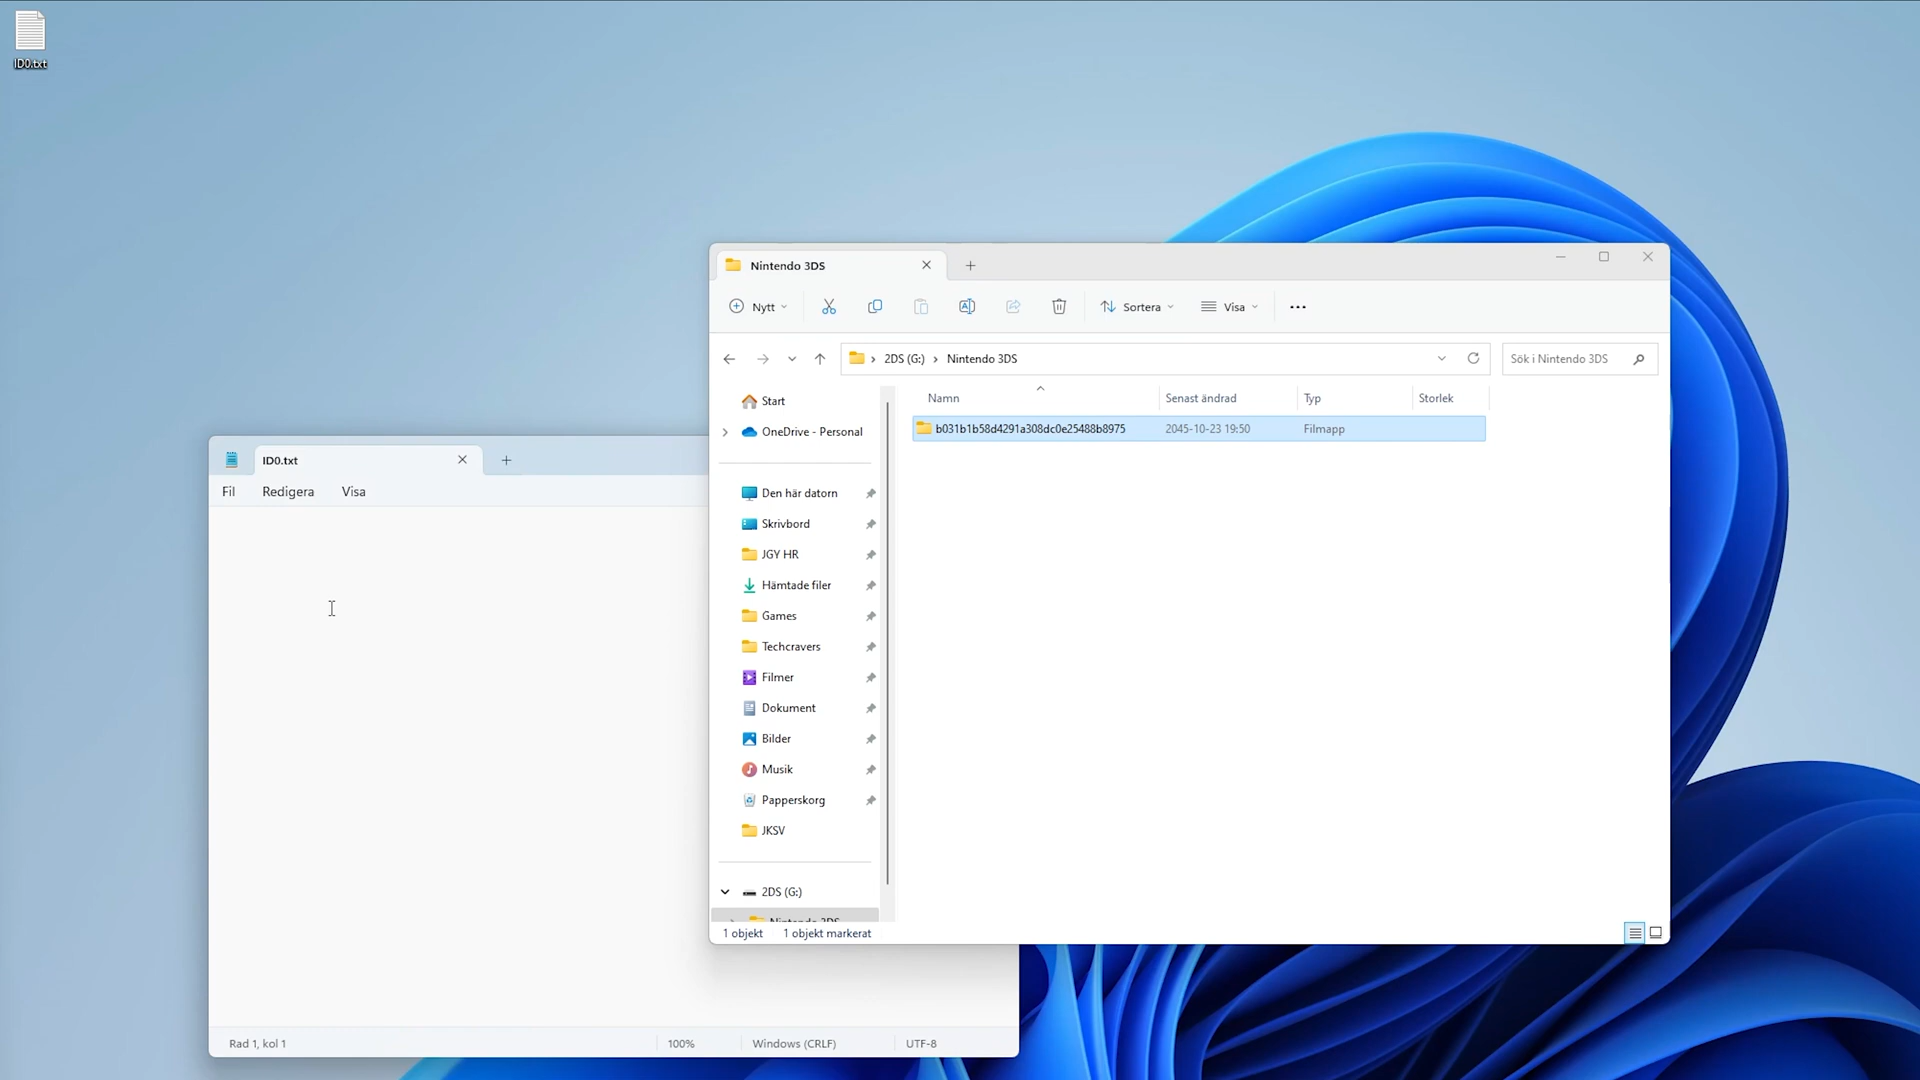 ID0.txt
Nintendo 3DS
Nytt
Sortera
Visa
2DS (G:)
Nintendo 3DS
Sök i Nintendo 3DS
Start
OneDrive - Personal
Den här datorn
Skrivbord
JGY HR
Hämtade filer
Games
Techcravers
Filmer
Dokument
Bilder
Musik
Papperskorg
JKSV
2DS (G:)
Nintendo 3DS
Namn
Senast ändrad
Typ
Storlek
b031b1b58d4291a308dc0e25488b8975
2045-10-23 19:50
Filmapp
1 objekt
1 objekt markerat
ID0.txt
Fil
Redigera
Visa
Rad 1, kol 1
100%
Windows (CRLF)
UTF-8